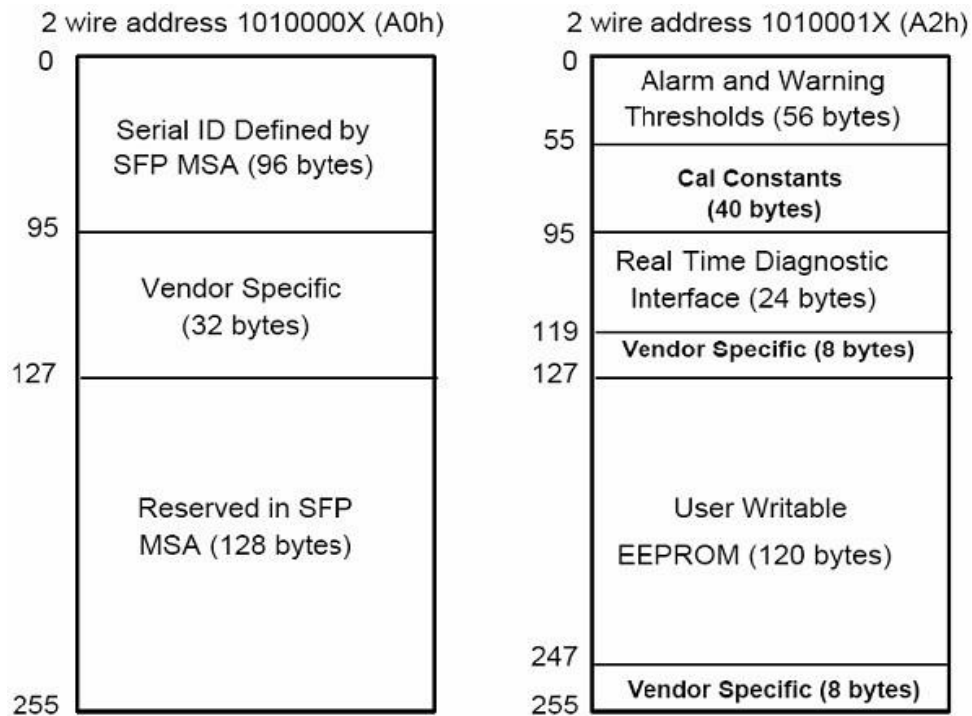 2 wire address 1010000X (A0h)
0
Serial ID Defined by
SFP MSA (96 bytes)
95
Vendor Specific
(32 bytes)
127
Reserved in SFP
MSA (128 bytes)
255
2 wire address 1010001X (A2h)
0
Alarm and Warning
Thresholds (56 bytes)
55
Cal Constants
(40 bytes)
95
Real Time Diagnostic
Interface (24 bytes)
119
Vendor Specific (8 bytes)
127
User Writable
EEPROM (120 bytes)
247
Vendor Specific (8 bytes)
255